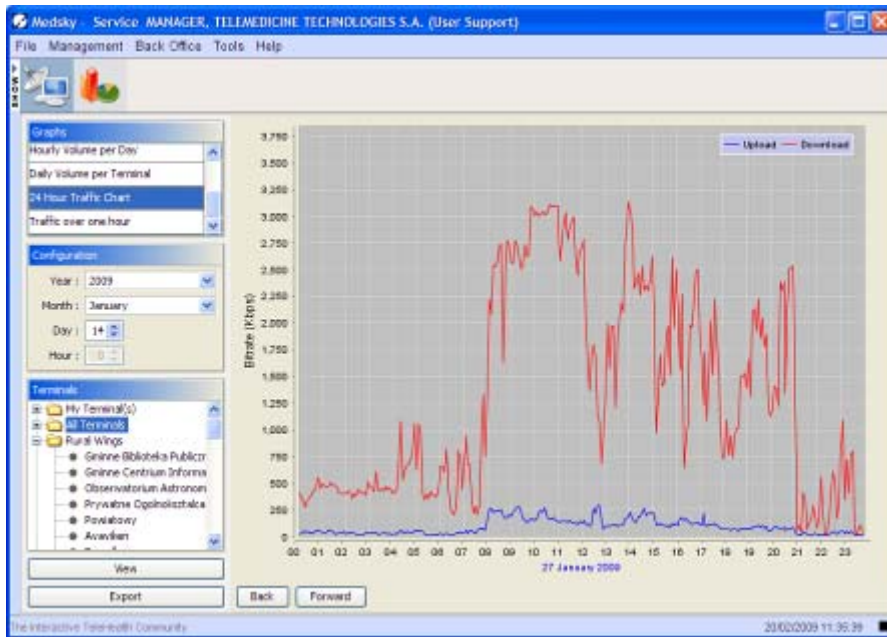 Medsky - Service MANAGER, TELEMEDICINE TECHNOLOGIES S.A. (User Support)
File Management Back Office Tools Help
WORK
Graphs
Hourly Volume per Day
Daily Volume per Terminal
24 Hour Traffic Chart
Traffic over one hour
Configuration
Year : 2009
Month : January
Day : 14
Hour : 0
Terminals
My Terminal(s)
All Terminals
Rural Wings
Gminne Biblioteka Publiczn
Gminne Centrum Informa
Obserwatorium Astronom
Prywatne Ogolnoksztalca
Powiatowy
Avaviken
View
Export
Upload Download
Bitrate (Kbps)
3,750
3,500
3,250
3,000
2,750
2,500
2,250
2,000
1,750
1,500
1,250
1,000
750
500
250
0
00 01 02 03 04 05 06 07 08 09 10 11 12 13 14 15 16 17 18 19 20 21 22 23
27 January 2009
Back Forward
The Interactive Telehealth Community
20/02/2009 11:35:39